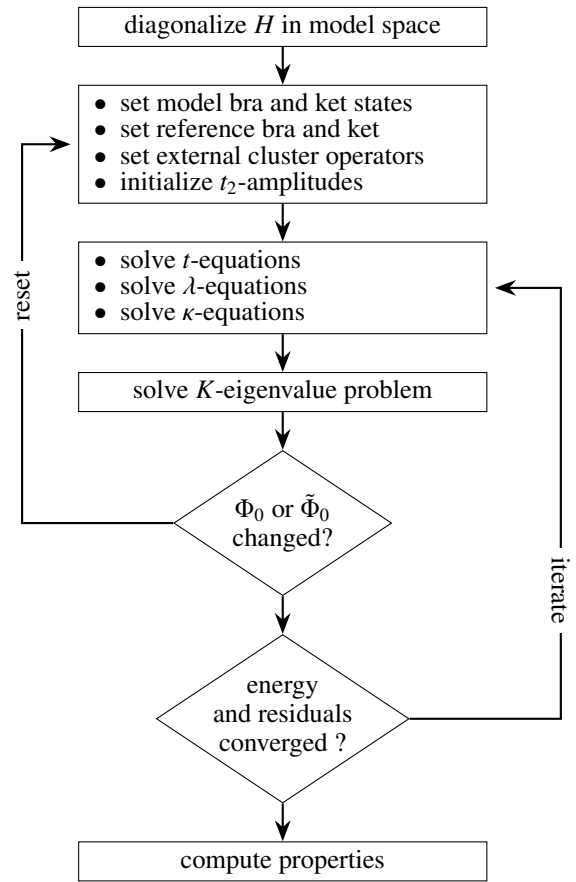 diagonalize H in model space
• set model bra and ket states
• set reference bra and ket
• set external cluster operators
• initialize t₂-amplitudes
reset
• solve t-equations
• solve λ-equations
• solve κ-equations
solve K-eigenvalue problem
Φ₀ or Φ̃₀
changed?
iterate
energy
and residuals
converged ?
compute properties